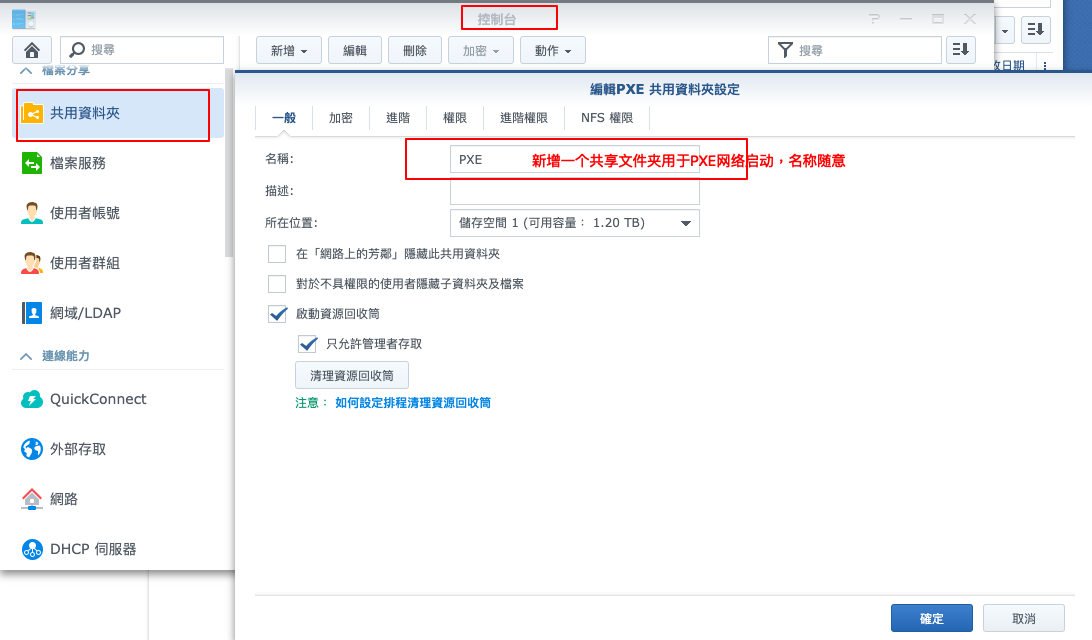 控制台
搜尋
新增
編輯
刪除
加密
動作
搜尋
改日期
檔案分享
共用資料夾
檔案服務
使用者帳號
使用者群組
網域/LDAP
連線能力
QuickConnect
外部存取
網路
DHCP 伺服器
編輯PXE 共用資料夾設定
一般
加密
進階
權限
進階權限
NFS 權限
名稱:
PXE
新增一个共享文件夹用于PXE网络启动，名称随意
描述:
所在位置:
儲存空間 1 (可用容量： 1.20 TB)
在「網路上的芳鄰」隱藏此共用資料夾
對於不具權限的使用者隱藏子資料夾及檔案
啟動資源回收筒
只允許管理者存取
清理資源回收筒
注意： 如何設定排程清理資源回收筒
確定
取消